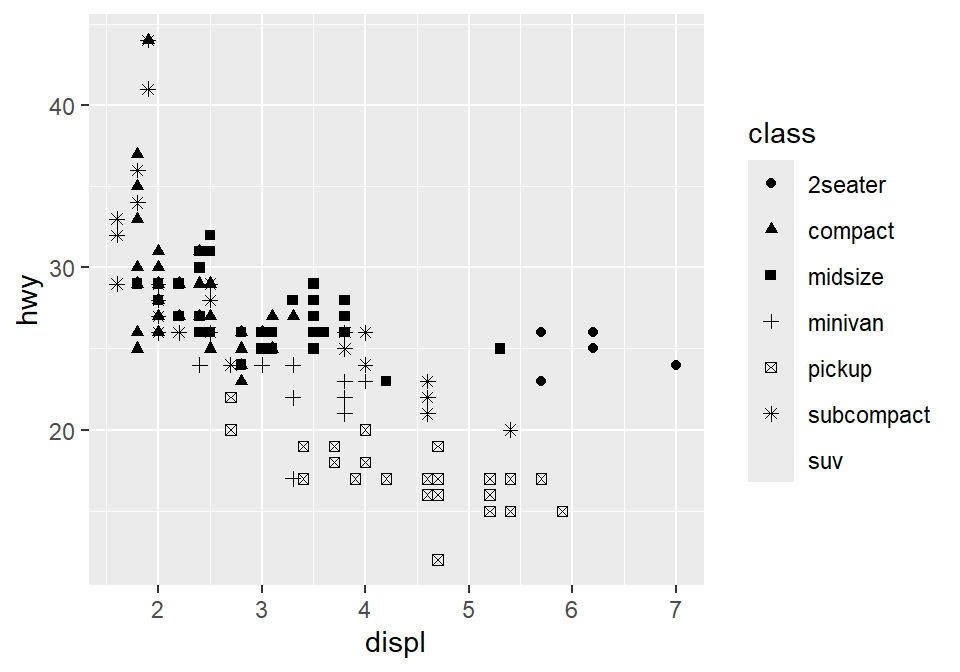 40
30
20
hwy
2 3 4 5 6 7
displ
class
2seater
compact
midsize
minivan
pickup
subcompact
suv